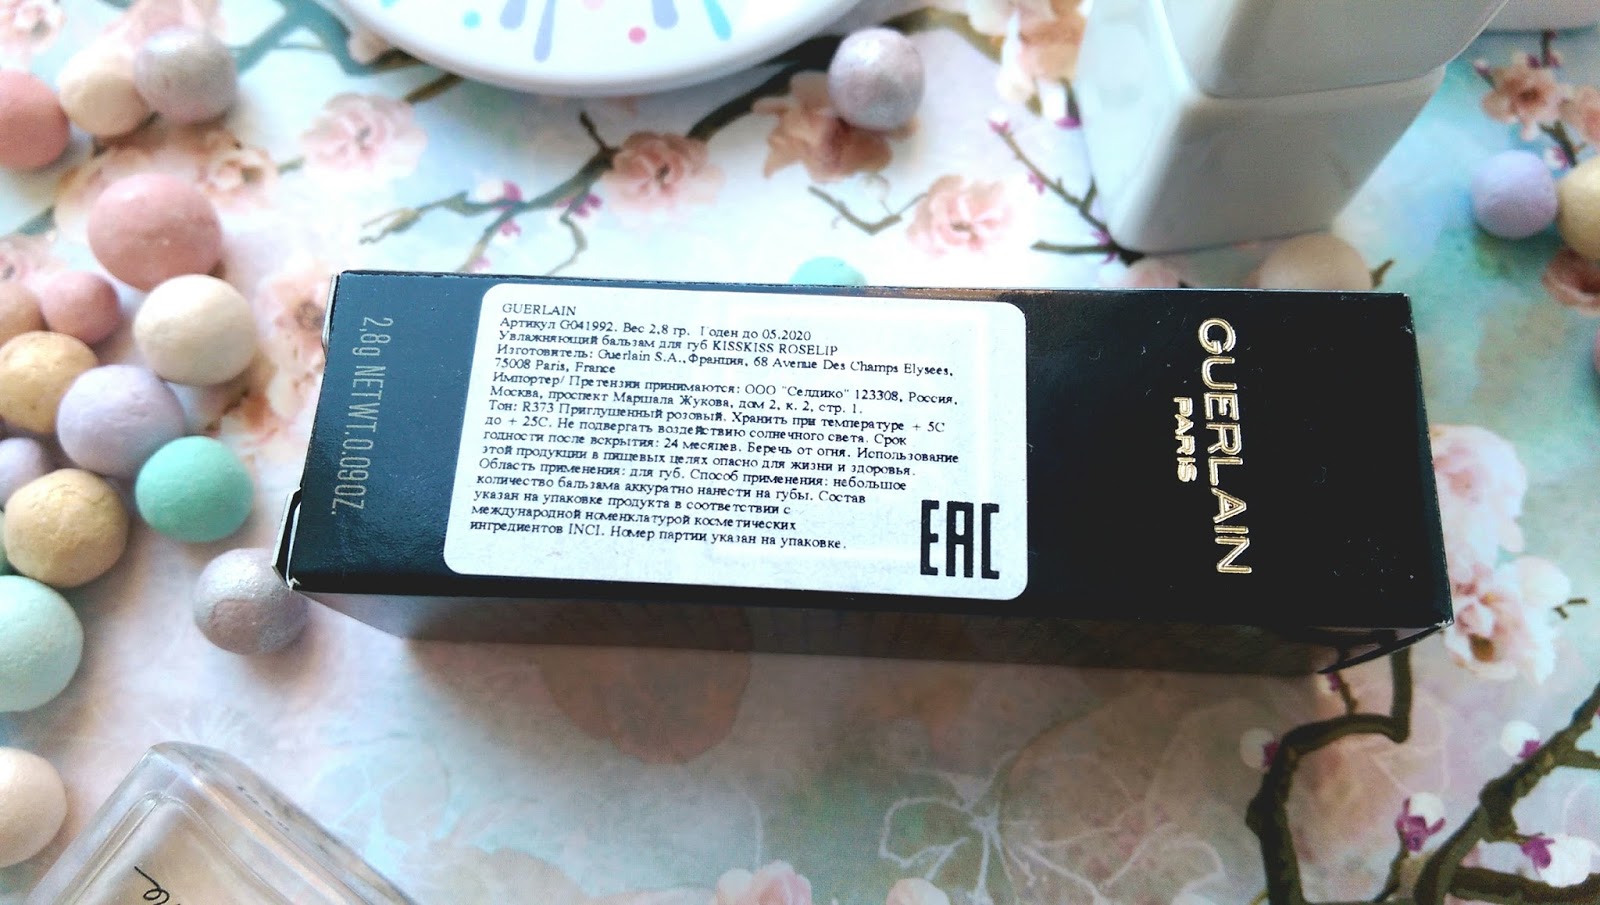 GUERLAIN
Артикул G041992. Вес 2,8 гр. Годен до 05.2020
Увлажняющий бальзам для губ KISSKISS ROSELIP
Изготовитель: Guerlain S.A., Франция, 68 Avenue Des Champs Elysees,
75008 Paris, France
Импортер/ Претензии принимаются: ООО "Селдико" 123308, Россия,
Москва, проспект Маршала Жукова, дом 2, к. 2, стр. 1.
Тон: R373 Приглушенный розовый. Хранить при температуре + 5С
до + 25С. Не подвергать воздействию солнечного света. Срок
годности после вскрытия: 24 месяцев. Беречь от огня. Использование
этой продукции в пищевых целях опасно для жизни и здоровья.
Область применения: для губ. Способ применения: небольшое
количество бальзама аккуратно нанести на губы. Состав
указан на упаковке продукта в соответствии с
международной номенклатурой косметических
ингредиентов INCI. Номер партии указан на упаковке.
EAC
2,8g NETWT.0.09OZ.
GUERLAIN
PARIS